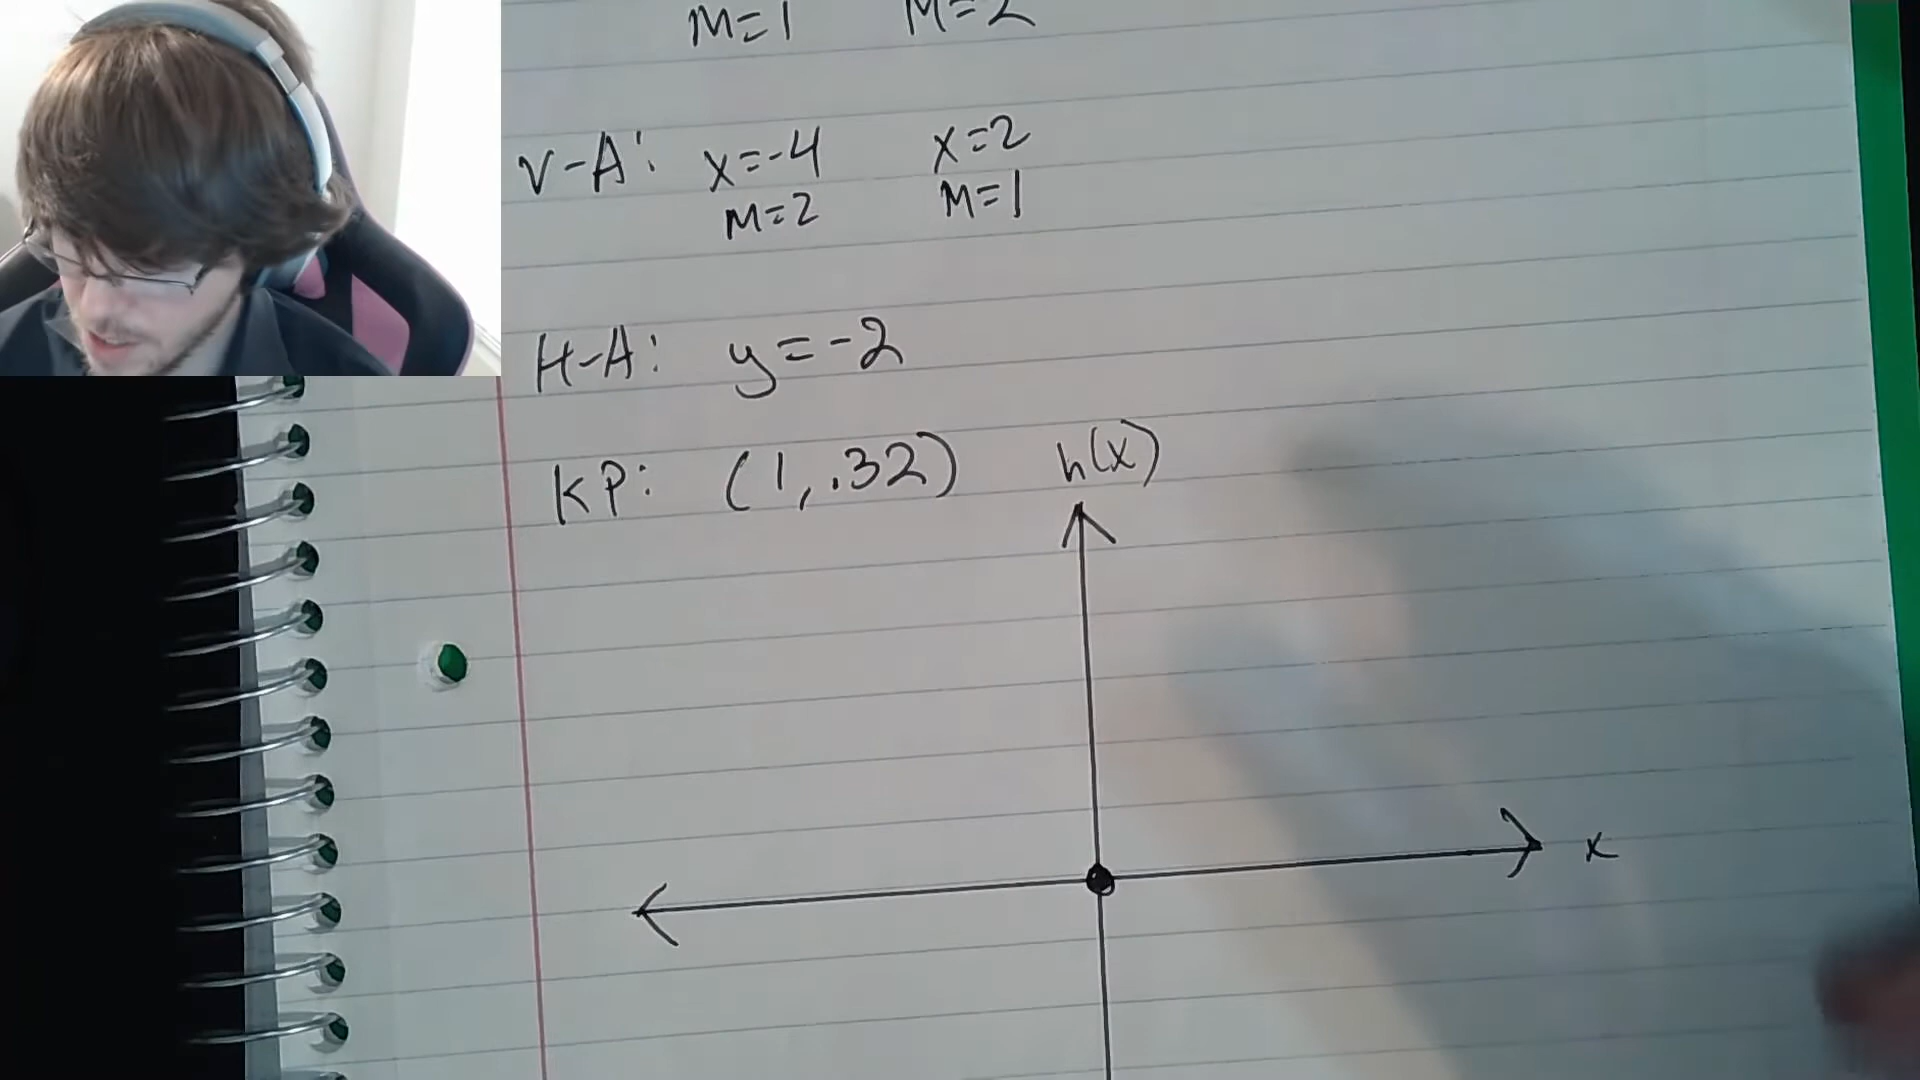 M=1 M=2
V-A: x=-4 x=2
M=2 M=1
H-A: y=-2
KP: (1, .32) h(x)
x